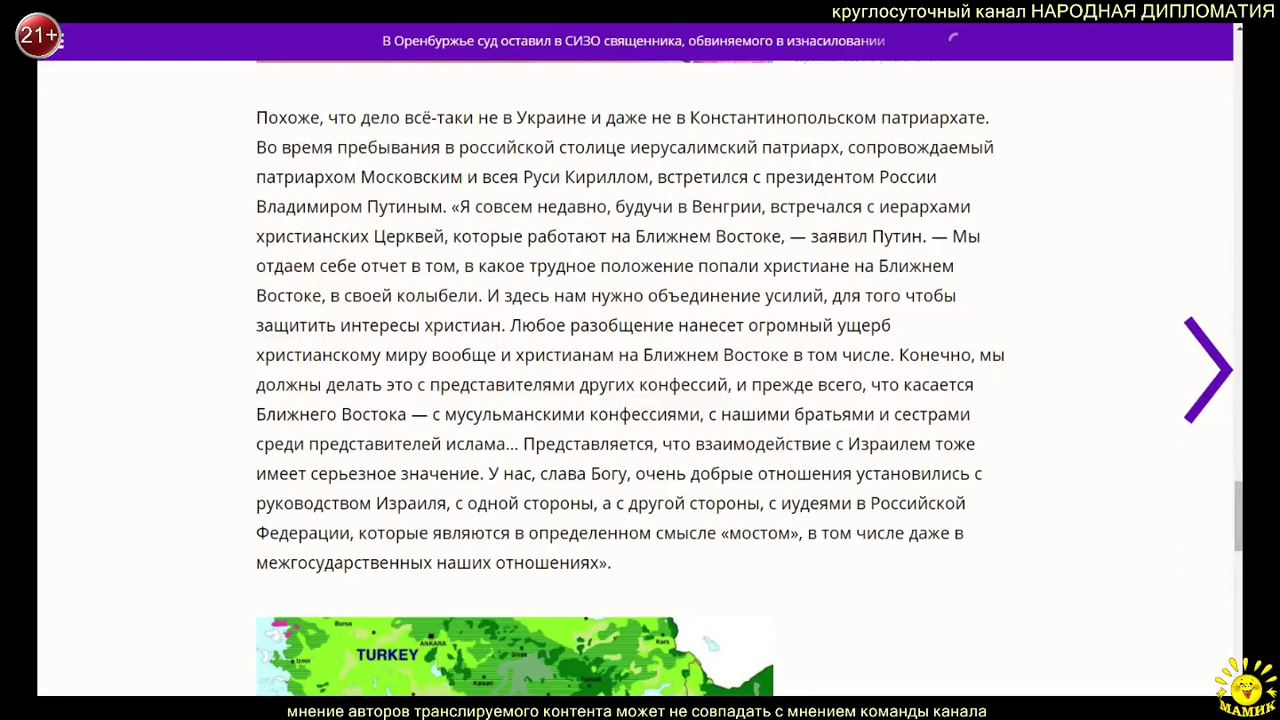 круглосуточный канал НАРОДНАЯ ДИПЛОМАТИЯ
21+
В Оренбуржье суд оставил в СИЗО священника, обвиняемого в изнасиловании
Похоже, что дело всё-таки не в Украине и даже не в Константинопольском патриархате.
Во время пребывания в российской столице иерусалимский патриарх, сопровождаемый
патриархом Московским и всея Руси Кириллом, встретился с президентом России
Владимиром Путиным. «Я совсем недавно, будучи в Венгрии, встречался с иерархами
христианских Церквей, которые работают на Ближнем Востоке, — заявил Путин. — Мы
отдаем себе отчет в том, в какое трудное положение попали христиане на Ближнем
Востоке, в своей колыбели. И здесь нам нужно объединение усилий, для того чтобы
защитить интересы христиан. Любое разобщение нанесет огромный ущерб
христианскому миру вообще и христианам на Ближнем Востоке в том числе. Конечно, мы
должны делать это с представителями других конфессий, и прежде всего, что касается
Ближнего Востока — с мусульманскими конфессиями, с нашими братьями и сестрами
среди представителей ислама... Представляется, что взаимодействие с Израилем тоже
имеет серьезное значение. У нас, слава Богу, очень добрые отношения установились с
руководством Израиля, с одной стороны, а с другой стороны, с иудеями в Российской
Федерации, которые являются в определенном смысле «мостом», в том числе даже в
межгосударственных наших отношениях».
Bursa
ANKARA
Kars
TURKEY
Sivas
Izmir
Kayseri
МАМИК
мнение авторов транслируемого контента может не совпадать с мнением команды канала